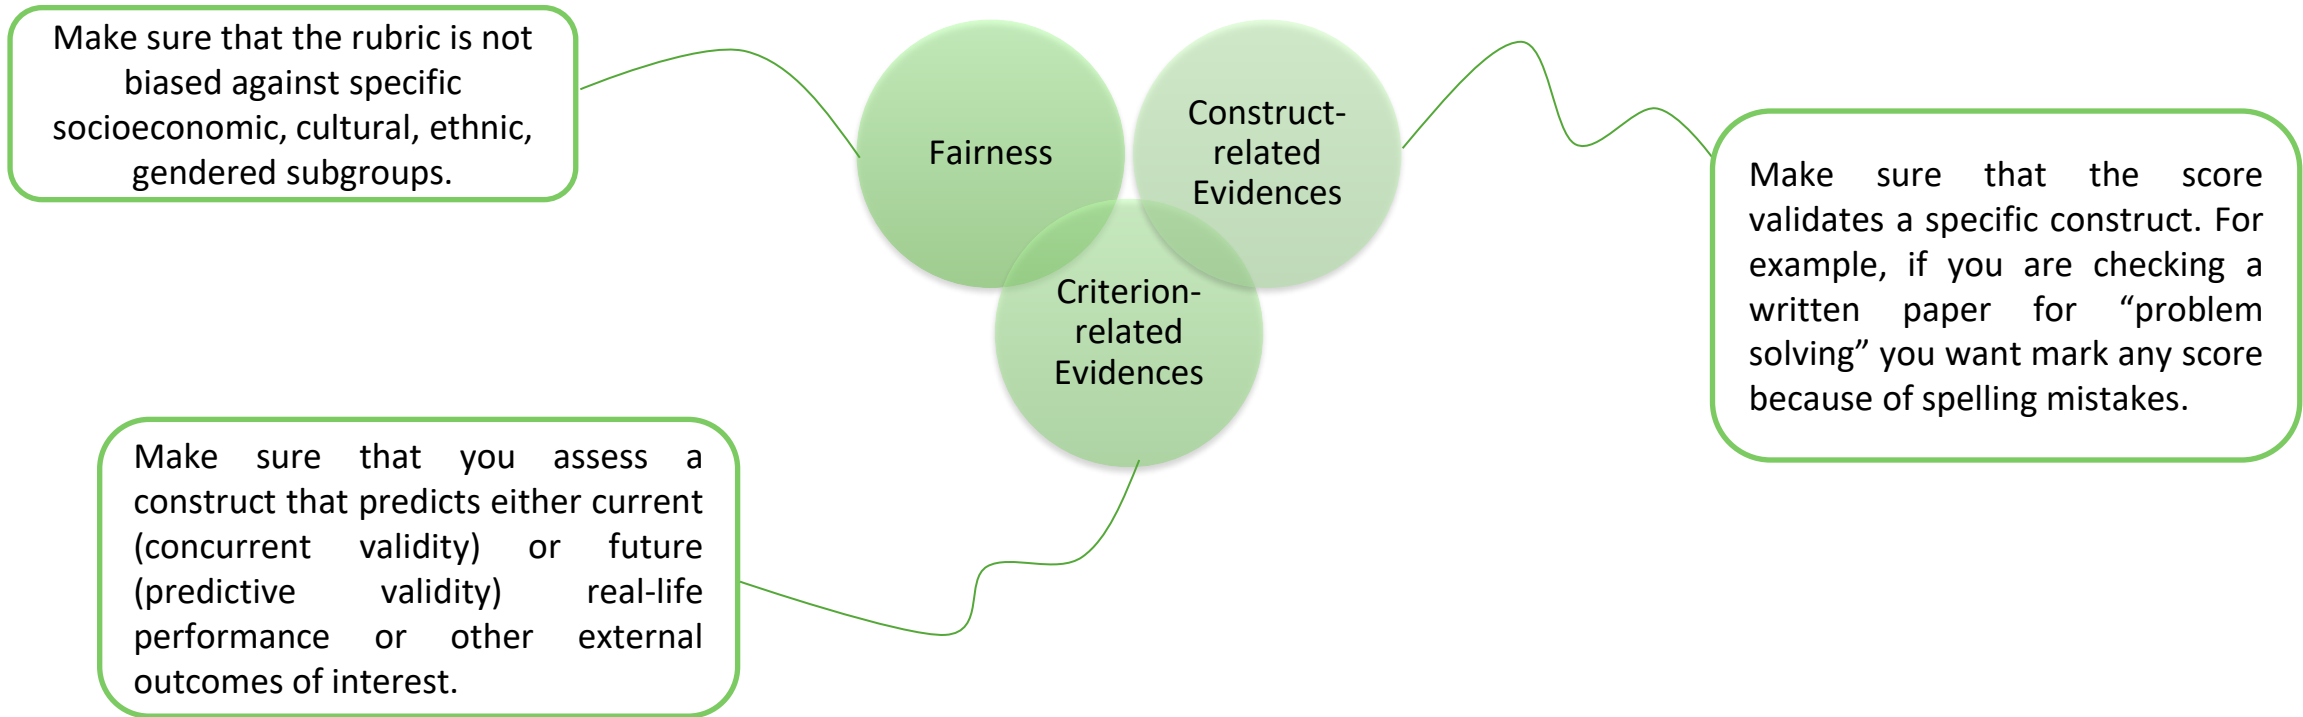 Make sure that the rubric is not
biased against specific
socioeconomic, cultural, ethnic,
gendered subgroups.
Fairness
Construct-
related
Evidences
Make sure that the score
validates a specific construct. For
example, if you are checking a
written paper for “problem
solving” you want mark any score
because of spelling mistakes.
Criterion-
related
Evidences
Make sure that you assess a
construct that predicts either current
(concurrent validity) or future
(predictive validity) real-life
performance or other external
outcomes of interest.